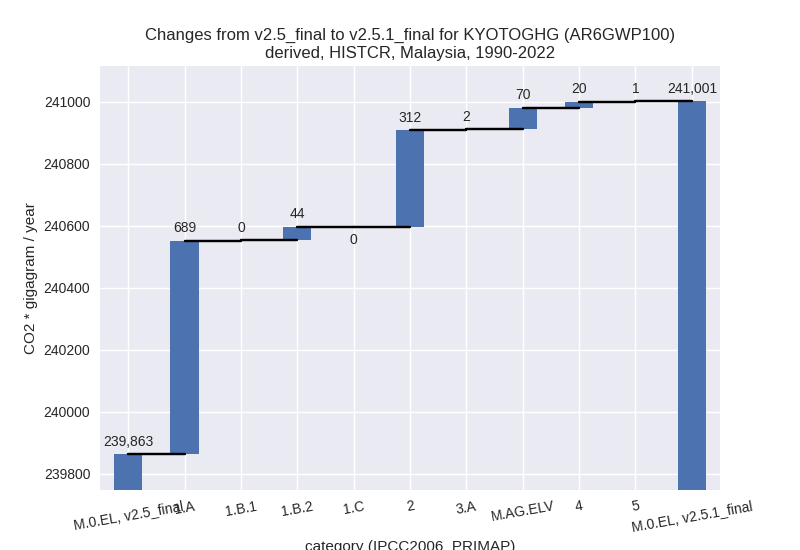 Changes from v2.5_final to v2.5.1_final for KYOTOGHG (AR6GWP100)
derived, HISTCR, Malaysia, 1990-2022
CO2 * gigagram / year
241000
240800
240600
240400
240200
240000
239800
239,863
689
0
44
0
312
2
70
20
1
241,001
M.0.EL, v2.5_final
1.A
1.B.1
1.B.2
1.C
2
3.A
M.AG.ELV
4
5
M.0.EL, v2.5.1_final
category (IPCC2006_PRIMAP)